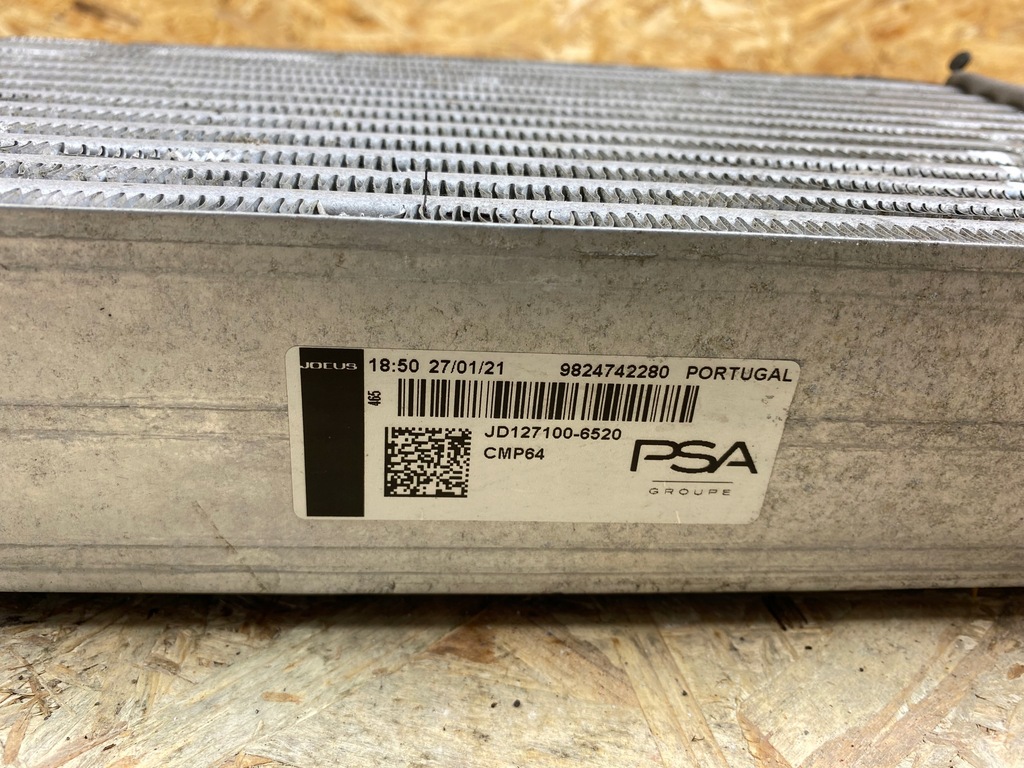 JDEUS 18:50 27/01/21 9824742280 PORTUGAL
465
JD127100-6520
CMP64
PSA
GROUPE